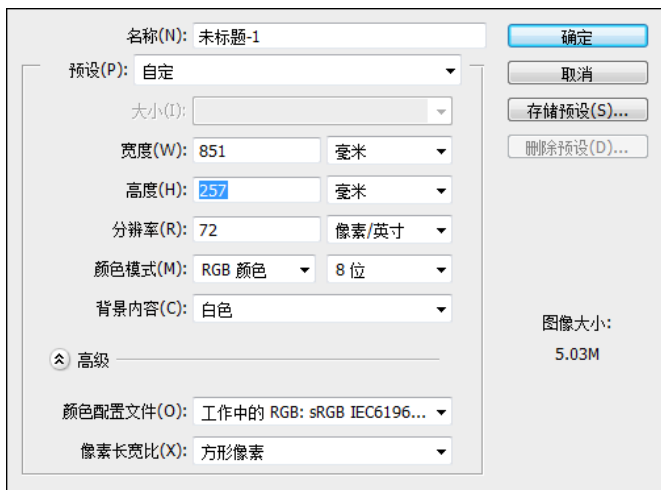 名称(N): 未标题-1
确定
预设(P): 自定
取消
大小(I):
存储预设(S)...
宽度(W): 851 毫米
删除预设(D)...
高度(H): 257 毫米
分辨率(R): 72 像素/英寸
颜色模式(M): RGB 颜色 8 位
背景内容(C): 白色
图像大小:
5.03M
高级
颜色配置文件(O): 工作中的 RGB: sRGB IEC6196...
像素长宽比(X): 方形像素